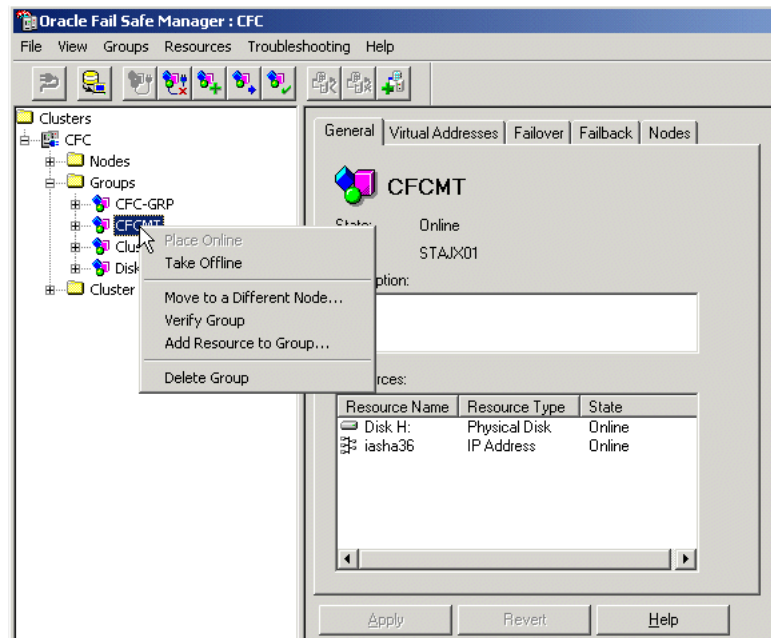 Oracle Fail Safe Manager : CFC
File View Groups Resources Troubleshooting Help
Clusters
CFC
Nodes
Groups
CFC-GRP
CFCMT
Disk
Cluster
Place Online
Take Offline
Move to a Different Node...
Verify Group
Add Resource to Group...
Delete Group
General Virtual Addresses Failover Failback Nodes
CFCMT
State: Online
STAJX01
Resource Name Resource Type State
Disk H: Physical Disk Online
iasha36 IP Address Online
Apply Revert Help